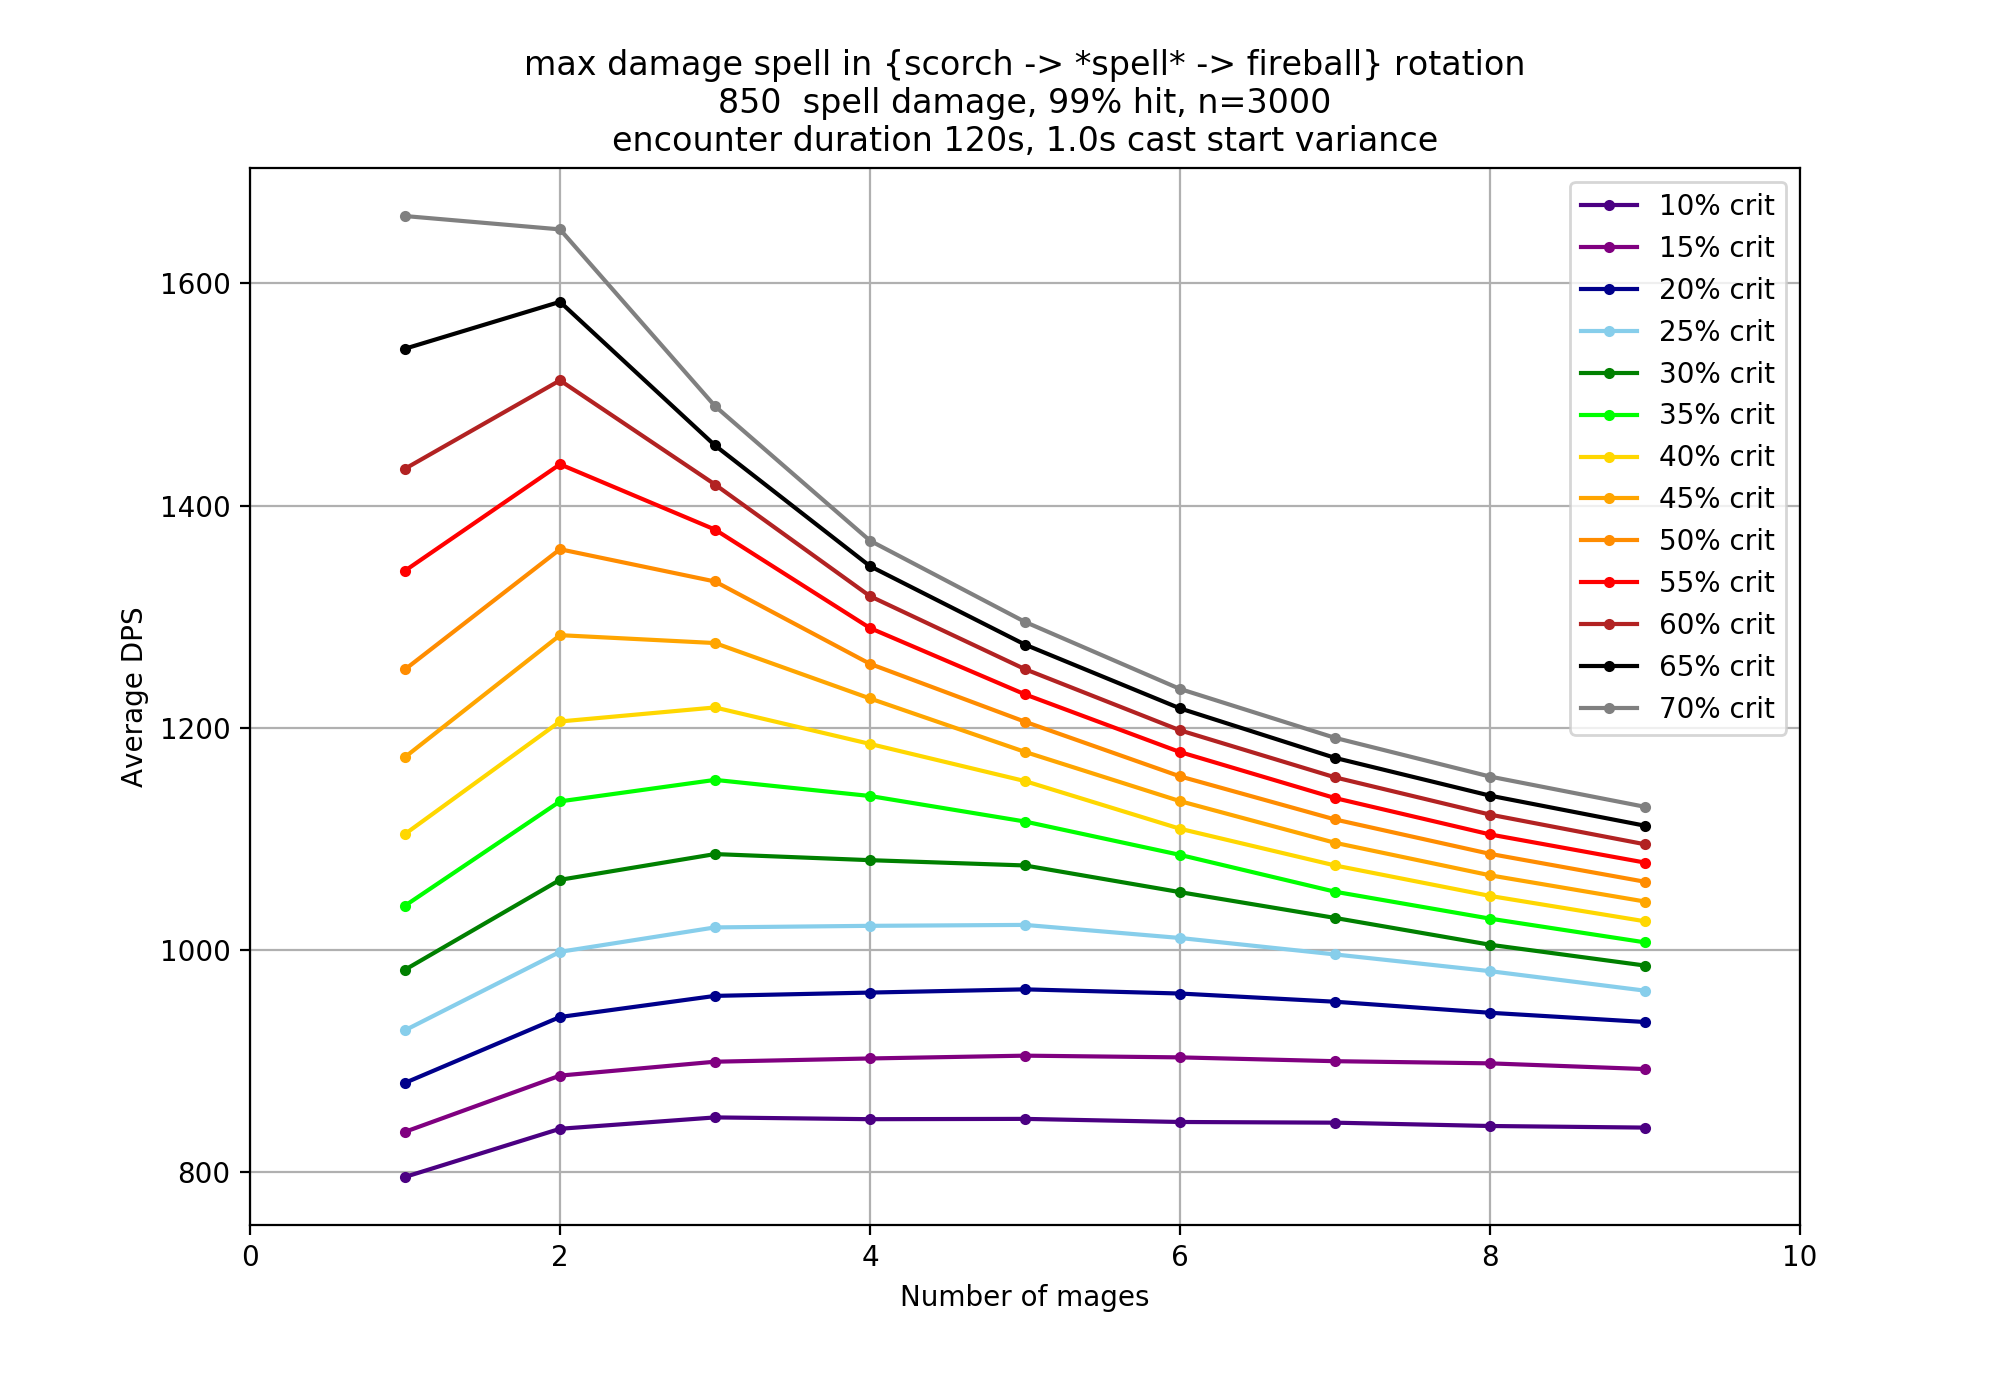 max damage spell in {scorch -> *spell* -> fireball} rotation
850  spell damage, 99% hit, n=3000
encounter duration 120s, 1.0s cast start variance
10% crit
15% crit
20% crit
25% crit
30% crit
35% crit
40% crit
45% crit
50% crit
55% crit
60% crit
65% crit
70% crit
1600
1400
1200
1000
800
Average DPS
0 2 4 6 8 10
Number of mages